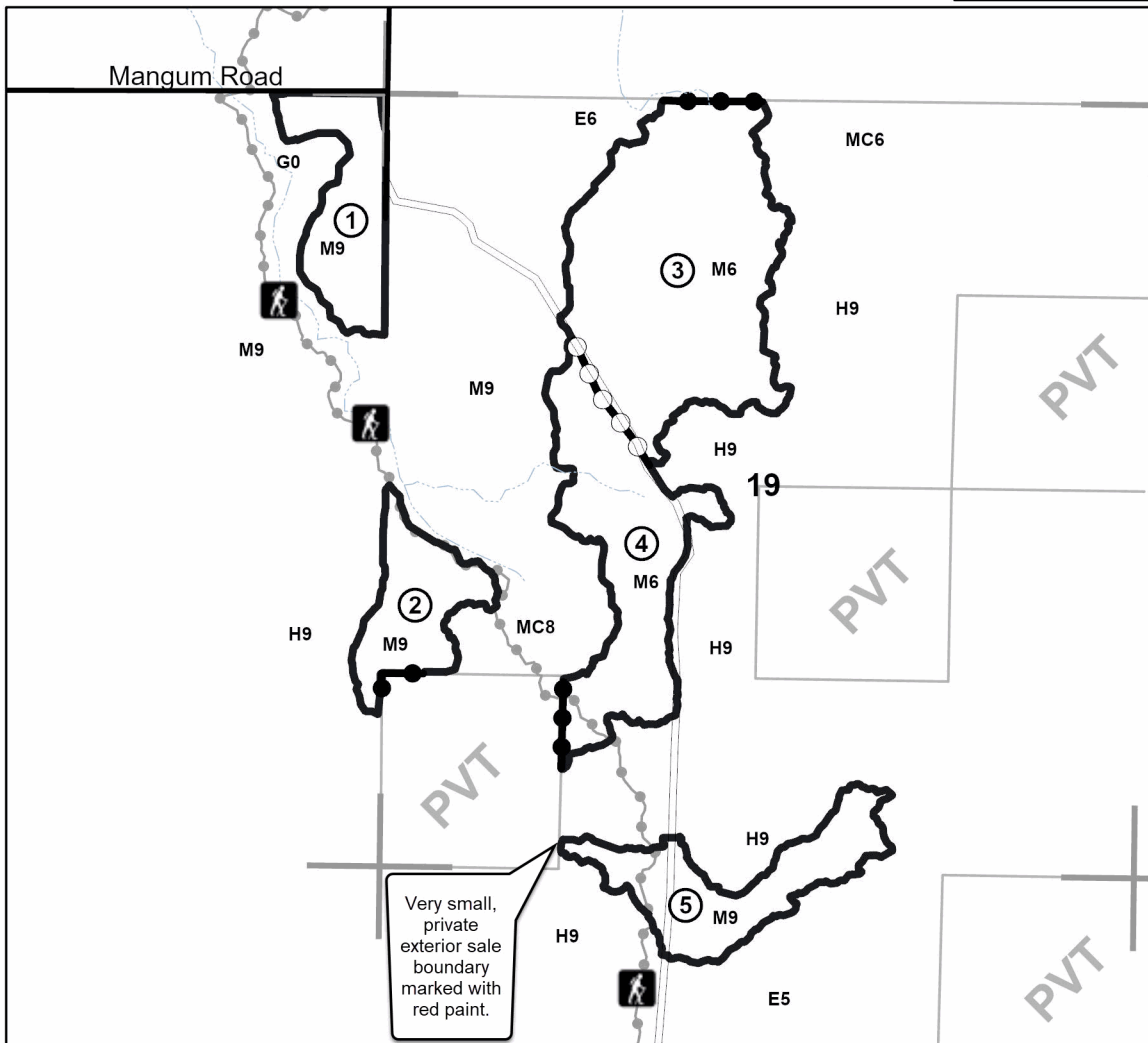 Mangum Road
E6
MC6
G0
1
M9
3
M6
H9
M9
PVT
M9
H9
19
4
M6
PVT
2
MC8
H9
M9
H9
PVT
H9
Very small,
private
exterior sale
boundary
marked with
red paint.
5
M9
H9
E5
PVT